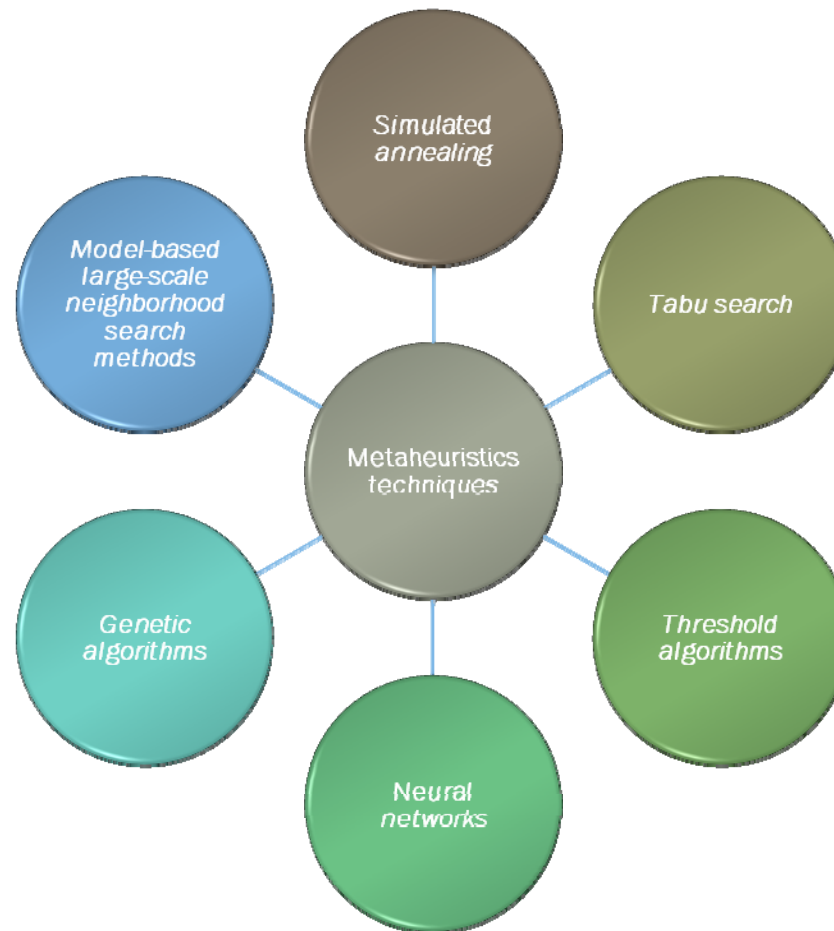 Simulated
annealing
Model-based
large-scale
neighborhood
search
methods
Tabu search
Metaheuristics
techniques
Genetic
algorithms
Threshold
algorithms
Neural
networks